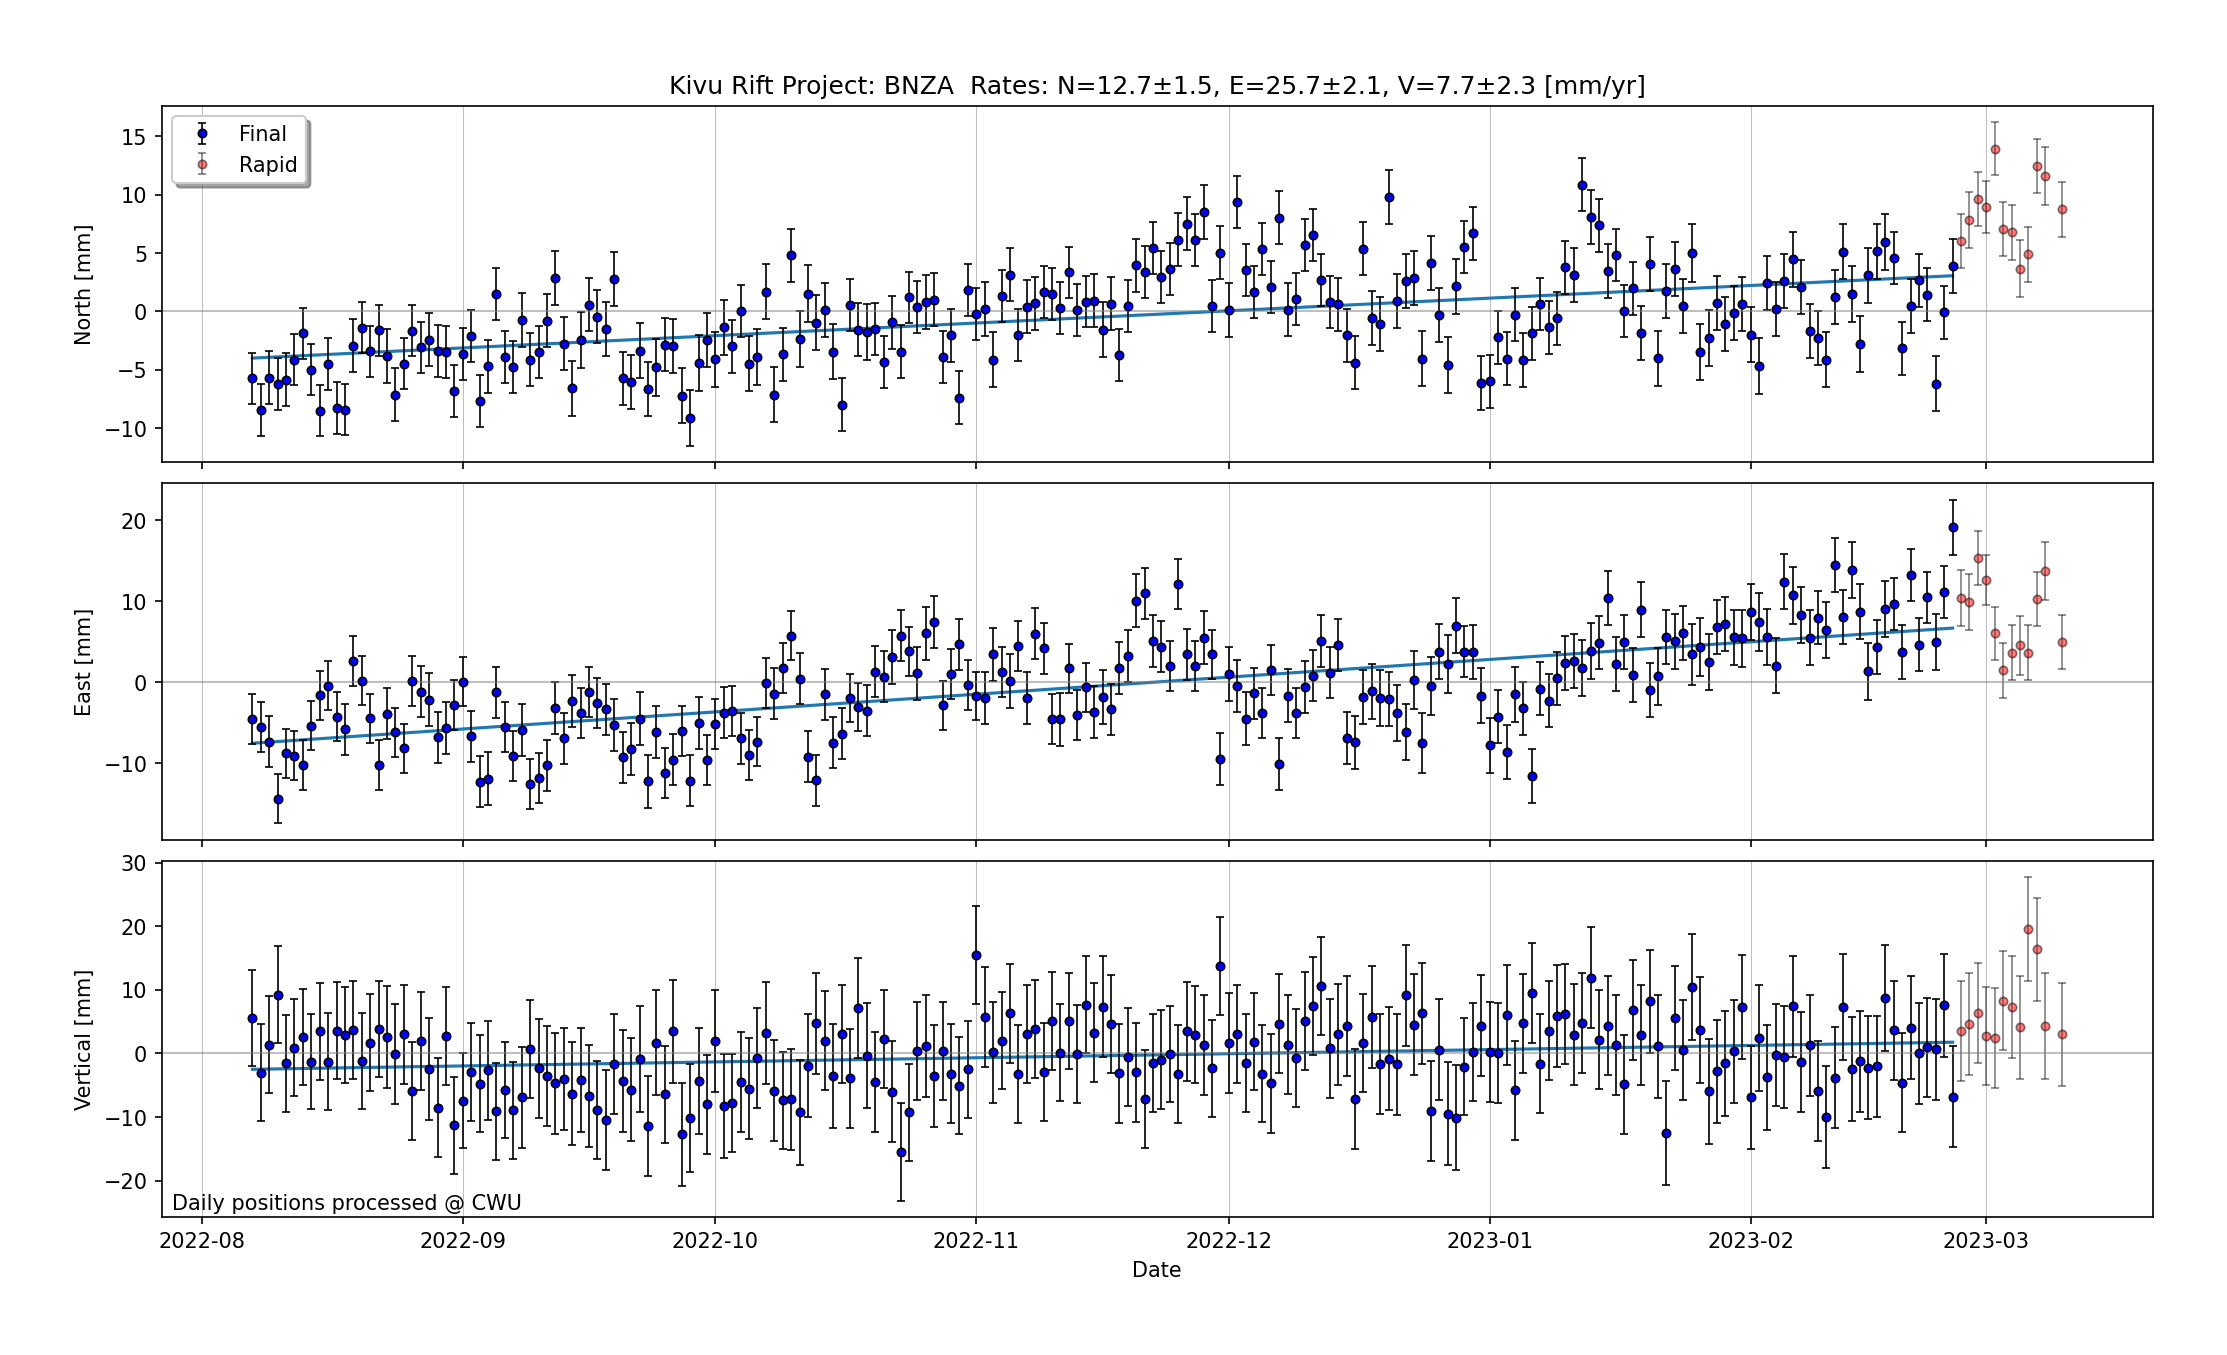 Kivu Rift Project: BNZA  Rates: N=12.7±1.5, E=25.7±2.1, V=7.7±2.3 [mm/yr]
Final
Rapid
North [mm]
15
10
5
0
−5
−10
East [mm]
20
10
0
−10
Vertical [mm]
30
20
10
0
−10
−20
Daily positions processed @ CWU
2022-08 2022-09 2022-10 2022-11 2022-12 2023-01 2023-02 2023-03
Date